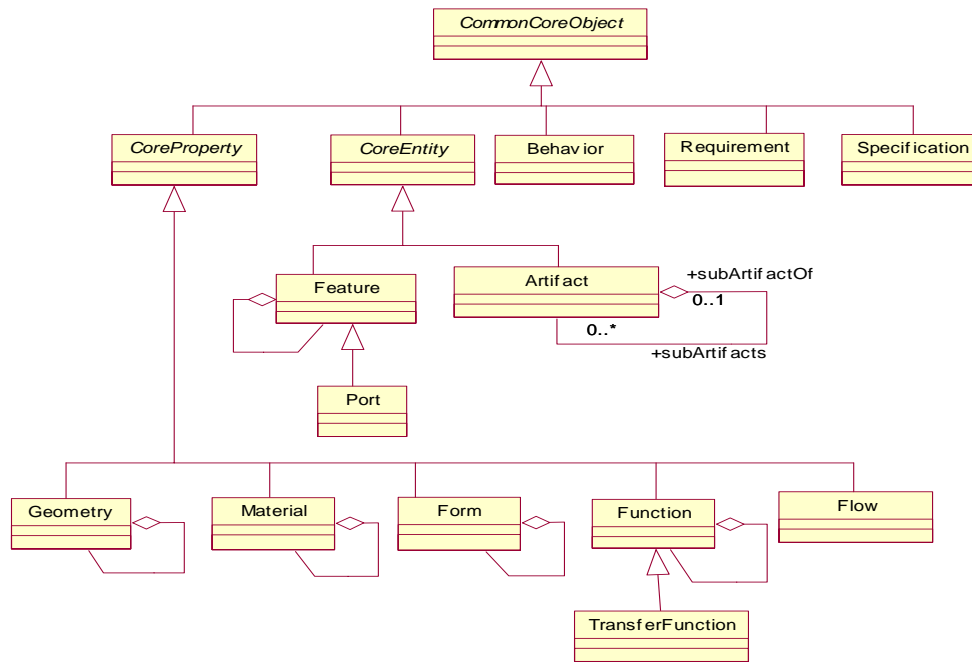 CommonCoreObject
CoreProperty
CoreEntity
Behavior
Requirement
Specification
Feature
Artifact
+subArtifactOf
0..1
0..*
+subArtifacts
Port
Geometry
Material
Form
Function
Flow
TransferFunction